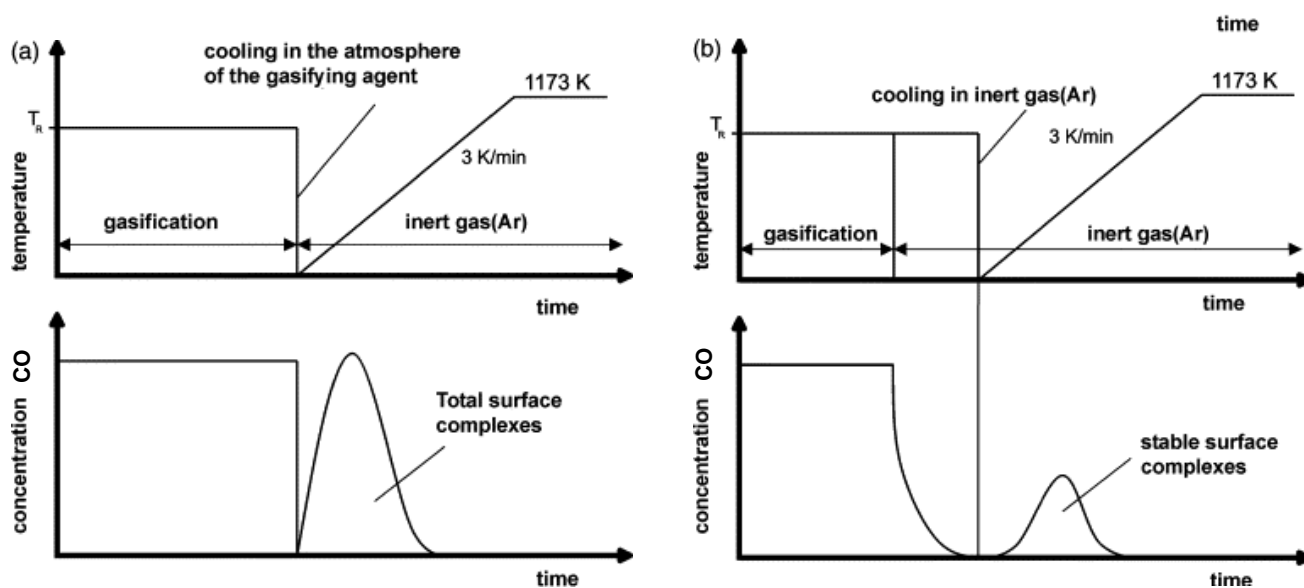 (a)
cooling in the atmosphere
of the gasifying agent
1173 K
TR
3 K/min
temperature
gasification
inert gas(Ar)
time
concentration CO
Total surface
complexes
time
time
(b)
1173 K
cooling in inert gas(Ar)
TR
3 K/min
temperature
gasification
inert gas(Ar)
time
concentration CO
stable surface
complexes
time